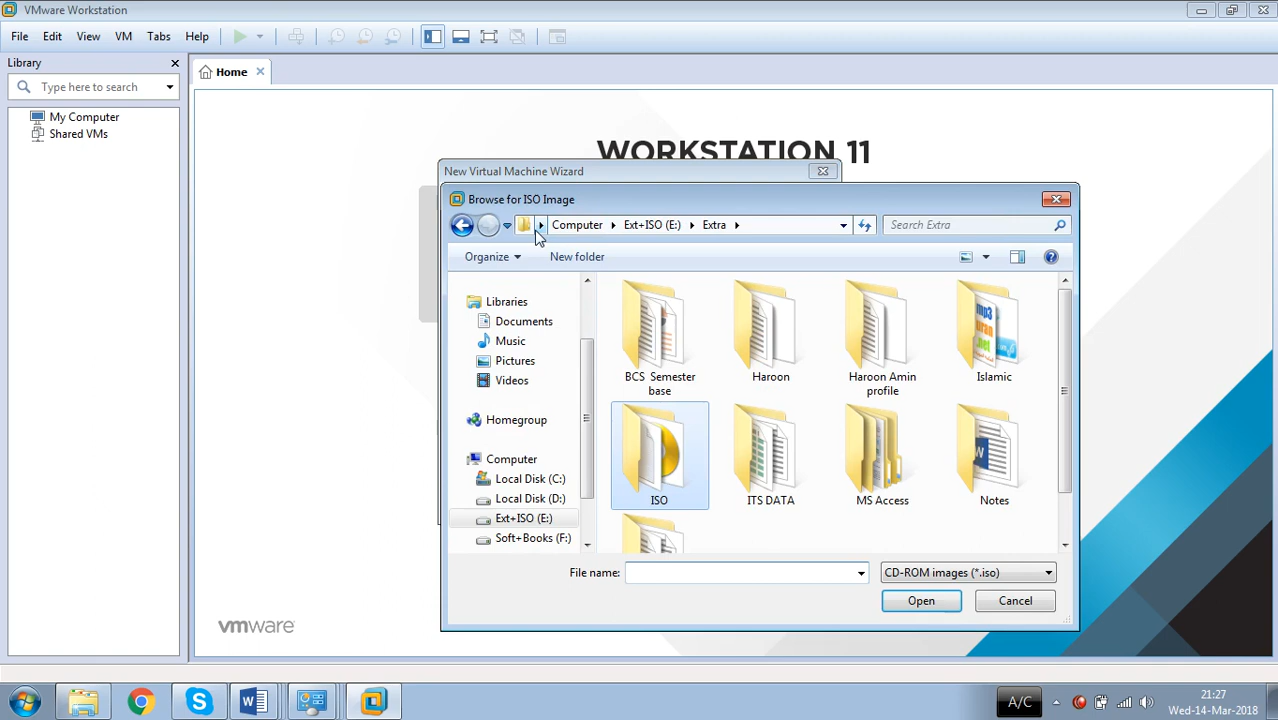 VMware Workstation
File Edit View VM Tabs Help
Library
Type here to search
My Computer
Shared VMs
Home
WORKSTATION 11
New Virtual Machine Wizard
Browse for ISO Image
Computer Ext+ISO (E:) Extra
Search Extra
Organize New folder
Libraries
Documents
Music
Pictures
Videos
Homegroup
Computer
Local Disk (C:)
Local Disk (D:)
Ext+ISO (E:)
Soft+Books (F:)
BCS Semester base
Haroon
Haroon Amin profile
Islamic
ISO
ITS DATA
MS Access
Notes
File name:
CD-ROM images (*.iso)
Open
Cancel
vmware
A/C
21:27
Wed-14-Mar-2018